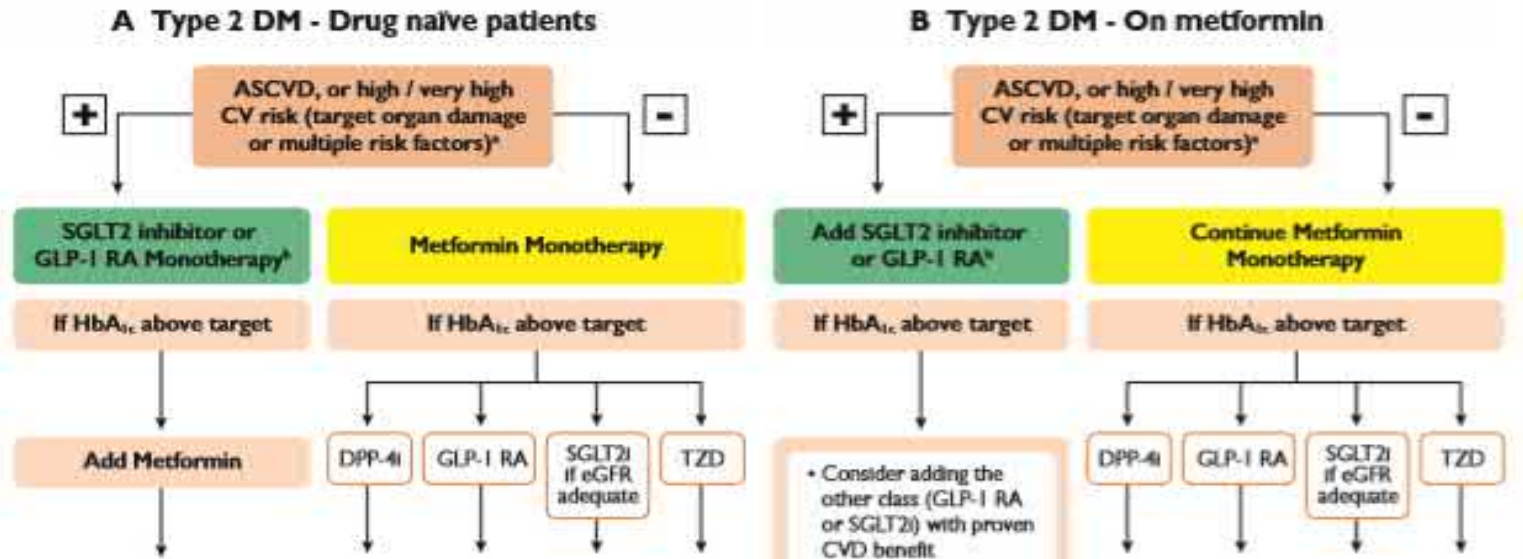 A Type 2 DM - Drug naïve patients
+
ASCVD, or high / very high
CV risk (target organ damage
or multiple risk factors)ᵃ
-
SGLT2 inhibitor or
GLP-1 RA Monotherapyᵇ
Metformin Monotherapy
If HbA₁c above target
If HbA₁c above target
Add Metformin
DPP-4i
GLP-1 RA
SGLT2i
if eGFR
adequate
TZD
B Type 2 DM - On metformin
+
ASCVD, or high / very high
CV risk (target organ damage
or multiple risk factors)ᵃ
-
Add SGLT2 inhibitor
or GLP-1 RAᵇ
Continue Metformin
Monotherapy
If HbA₁c above target
If HbA₁c above target
• Consider adding the
other class (GLP-1 RA
or SGLT2i) with proven
CVD benefit
DPP-4i
GLP-1 RA
SGLT2i
if eGFR
adequate
TZD